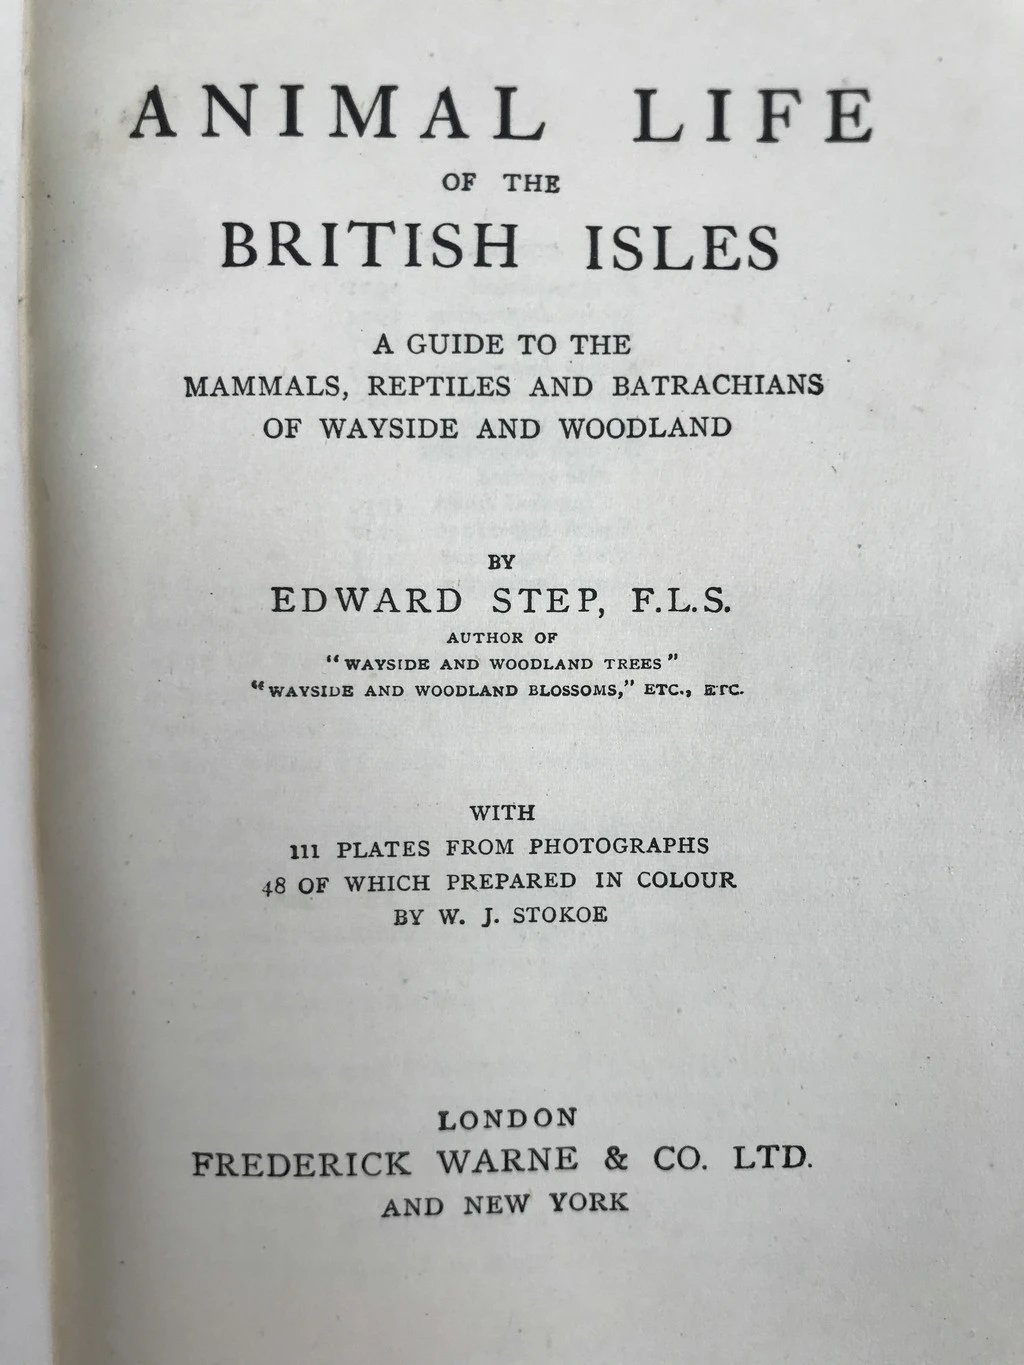 ANIMAL LIFE
OF THE
BRITISH ISLES
A GUIDE TO THE
MAMMALS, REPTILES AND BATRACHIANS
OF WAYSIDE AND WOODLAND
BY
EDWARD STEP, F.L.S.
AUTHOR OF
“WAYSIDE AND WOODLAND TREES”
“WAYSIDE AND WOODLAND BLOSSOMS,” ETC., ETC.
WITH
111 PLATES FROM PHOTOGRAPHS
48 OF WHICH PREPARED IN COLOUR
BY W. J. STOKOE
LONDON
FREDERICK WARNE & CO. LTD.
AND NEW YORK